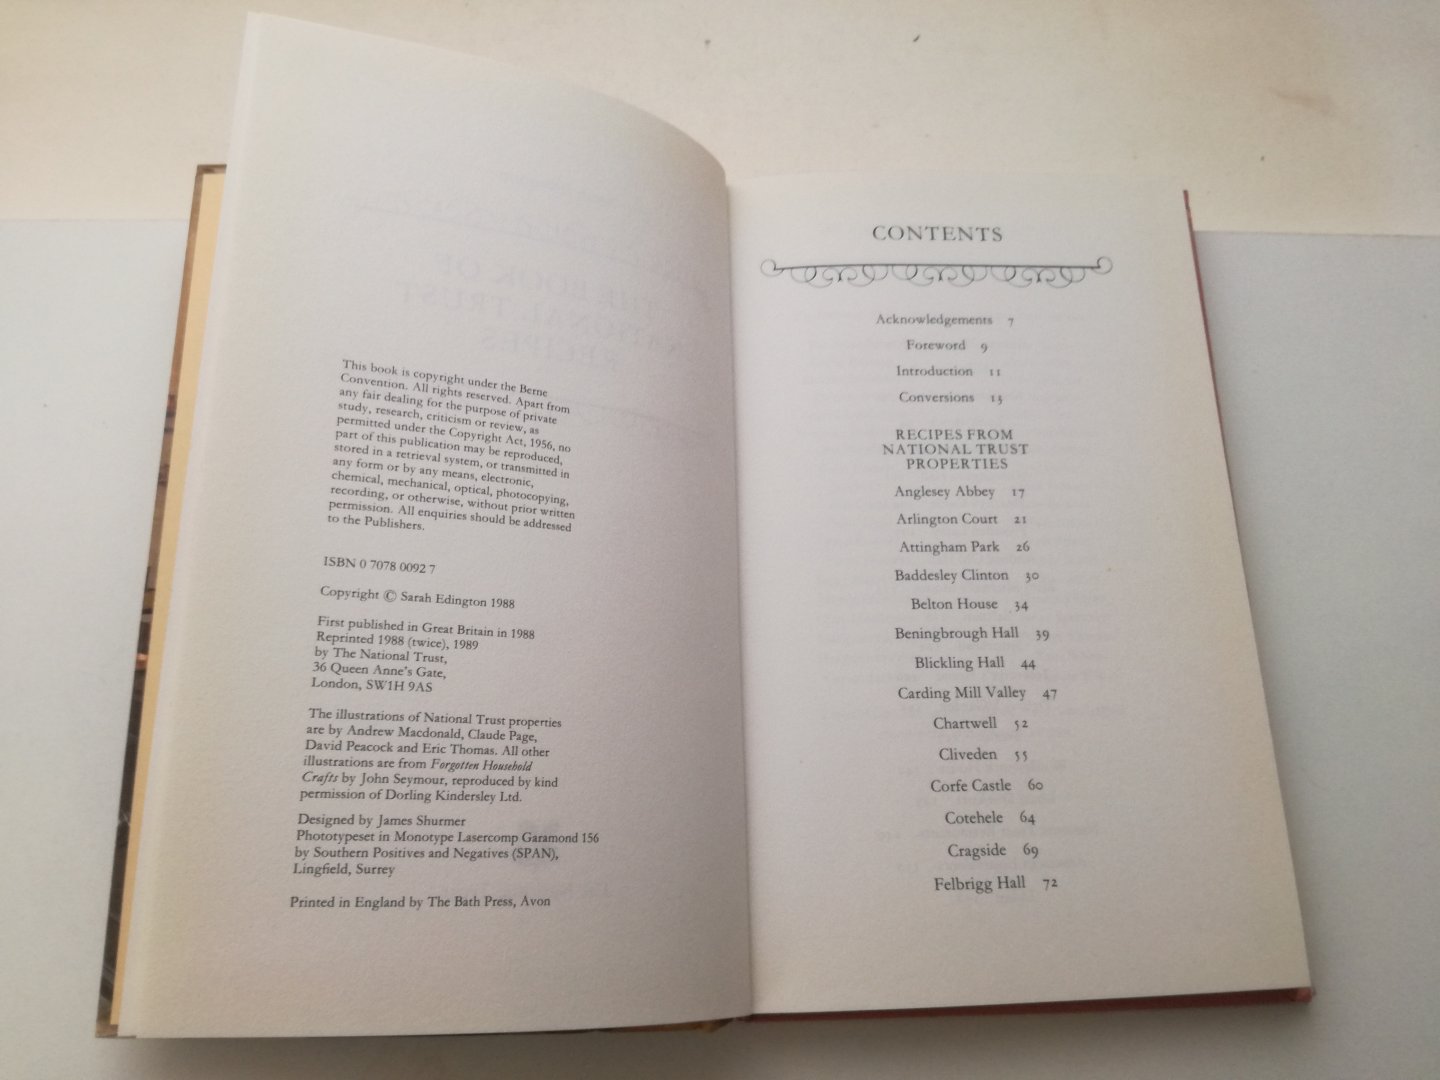 This book is copyright under the Berne
Convention. All rights reserved. Apart from
any fair dealing for the purpose of private
study, research, criticism or review, as
permitted under the Copyright Act, 1956, no
part of this publication may be reproduced,
stored in a retrieval system, or transmitted in
any form or by any means, electronic,
chemical, mechanical, optical, photocopying,
recording, or otherwise, without prior written
permission. All enquiries should be addressed
to the Publishers.
ISBN 0 7078 0092 7
Copyright © Sarah Edington 1988
First published in Great Britain in 1988
Reprinted 1988 (twice), 1989
by The National Trust,
36 Queen Anne's Gate,
London, SW1H 9AS
The illustrations of National Trust properties
are by Andrew Macdonald, Claude Page,
David Peacock and Eric Thomas. All other
illustrations are from Forgotten Household
Crafts by John Seymour, reproduced by kind
permission of Dorling Kindersley Ltd.
Designed by James Shurmer
Phototypeset in Monotype Lasercomp Garamond 156
by Southern Positives and Negatives (SPAN),
Lingfield, Surrey
Printed in England by The Bath Press, Avon
CONTENTS
Acknowledgements 7
Foreword 9
Introduction 11
Conversions 13
RECIPES FROM
NATIONAL TRUST
PROPERTIES
Anglesey Abbey 17
Arlington Court 21
Attingham Park 26
Baddesley Clinton 30
Belton House 34
Beningbrough Hall 39
Blickling Hall 44
Carding Mill Valley 47
Chartwell 52
Cliveden 55
Corfe Castle 60
Cotehele 64
Cragside 69
Felbrigg Hall 72